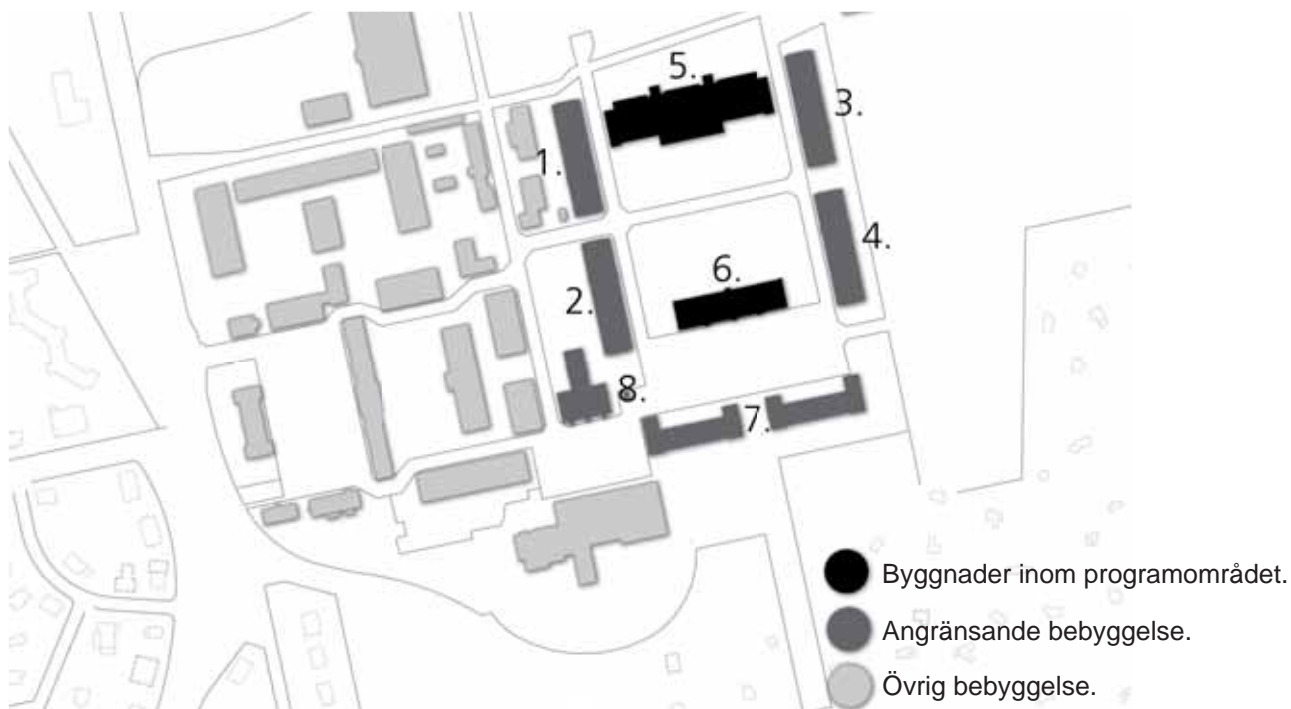 5.
3.
1.
4.
6.
2.
8.
7.
Byggnader inom programområdet.
Angränsande bebyggelse.
Övrig bebyggelse.